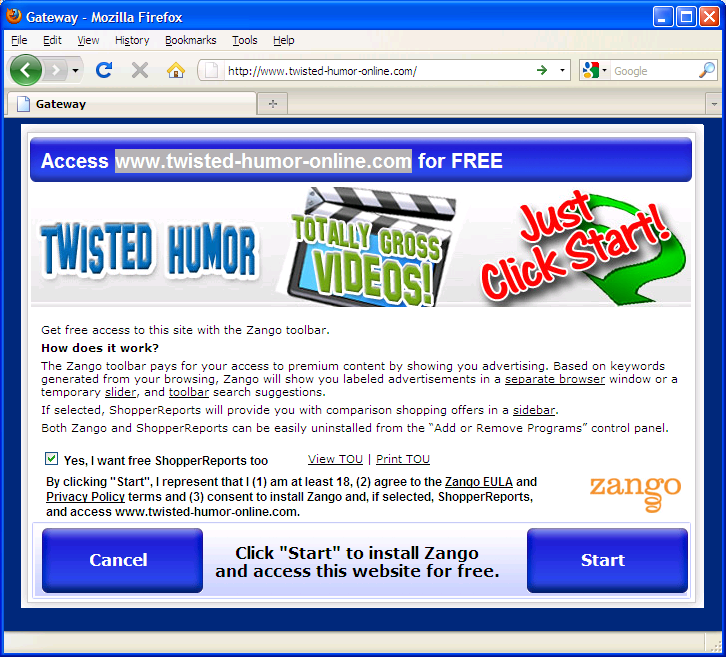 Gateway - Mozilla Firefox
File Edit View History Bookmarks Tools Help
http://www.twisted-humor-online.com/ Google
Gateway
Access www.twisted-humor-online.com for FREE
TWISTED HUMOR
TOTALLY GROSS
VIDEOS!
Just
Click Start!
Get free access to this site with the Zango toolbar.
How does it work?
The Zango toolbar pays for your access to premium content by showing you advertising. Based on keywords
generated from your browsing, Zango will show you labeled advertisements in a separate browser window or a
temporary slider, and toolbar search suggestions.
If selected, ShopperReports will provide you with comparison shopping offers in a sidebar.
Both Zango and ShopperReports can be easily uninstalled from the “Add or Remove Programs” control panel.
Yes, I want free ShopperReports too View TOU | Print TOU
By clicking "Start", I represent that I (1) am at least 18, (2) agree to the Zango EULA and
Privacy Policy terms and (3) consent to install Zango and, if selected, ShopperReports,
and access www.twisted-humor-online.com.
zango
Cancel
Click "Start" to install Zango
and access this website for free.
Start